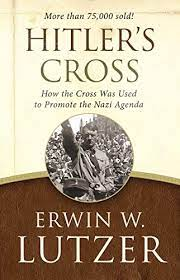 More than 75,000 sold!
HITLER'S
CROSS
How the Cross Was Used
to Promote the Nazi Agenda
ERWIN W.
LUTZER